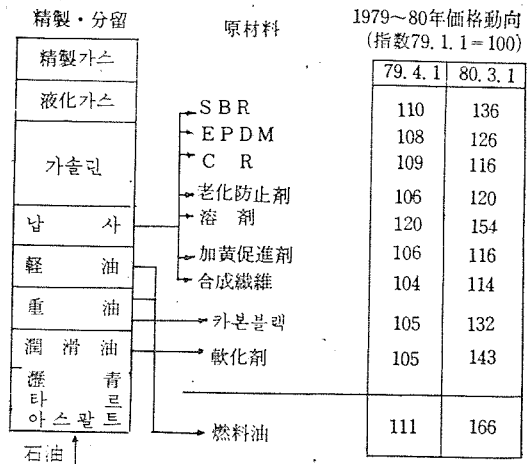 精製・分留
原材料
1979～80年価格動向
(指数79. 1. 1＝100)
精製가스
液化가스
가솔린
납 사
軽 油
重 油
潤 滑 油
瀝 青
타 르
아스팔트
石油
SBR
EPDM
C R
老化防止剤
溶 剤
加黄促進剤
合成繊維
카본블랙
軟化剤
燃料油
79.4.1 80.3.1
110 136
108 126
109 116
106 120
120 154
106 116
104 114
105 132
105 143
111 166